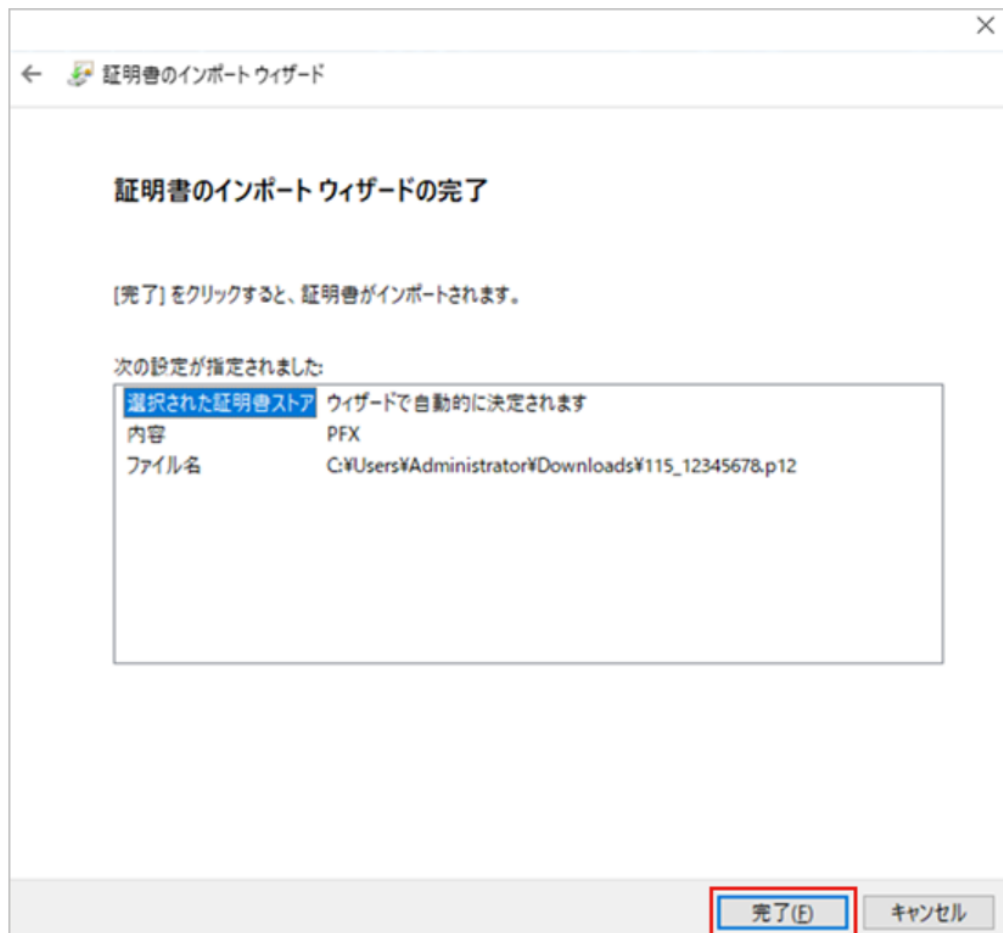 証明書のインポート ウィザード
証明書のインポート ウィザードの完了
[完了] をクリックすると、証明書がインポートされます。
次の設定が指定されました:
選択された証明書ストア ウィザードで自動的に決定されます
内容 PFX
ファイル名 C:¥Users¥Administrator¥Downloads¥115_12345678.p12
完了(F) キャンセル